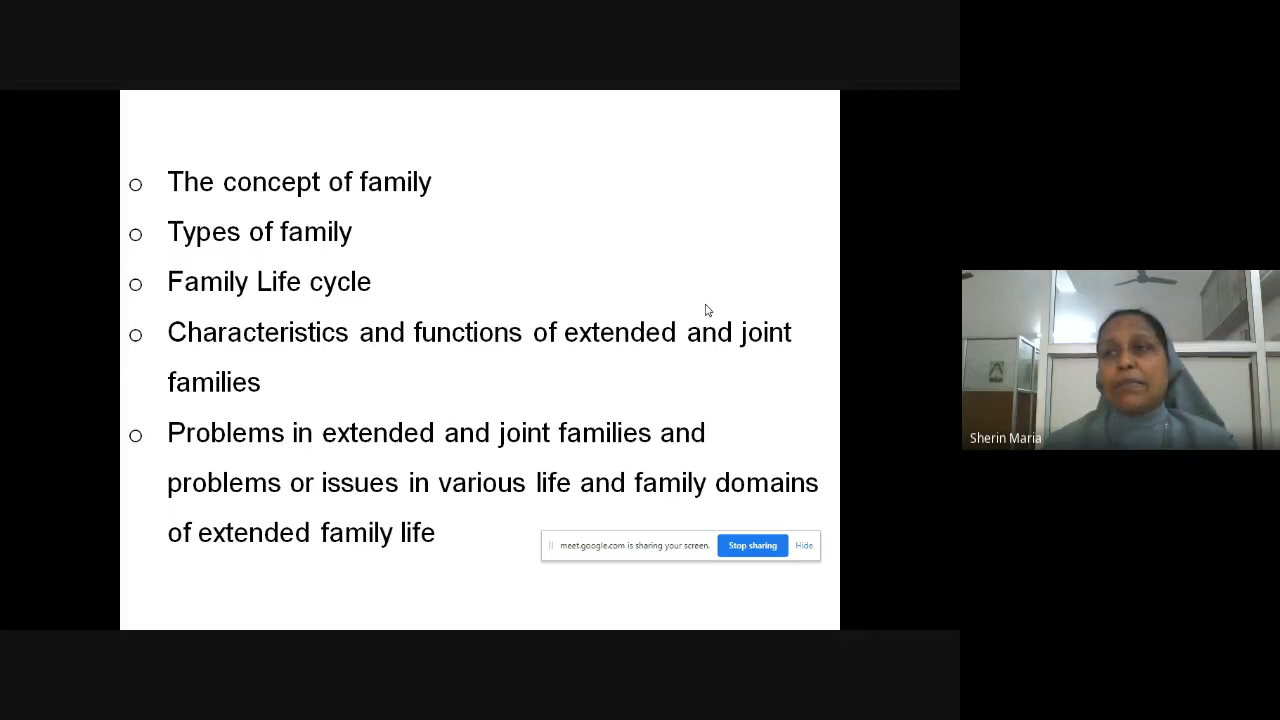 The concept of family
Types of family
Family Life cycle
Characteristics and functions of extended and joint
families
Problems in extended and joint families and
problems or issues in various life and family domains
of extended family life
meet.google.com is sharing your screen.
Stop sharing
Hide
Sherin Maria